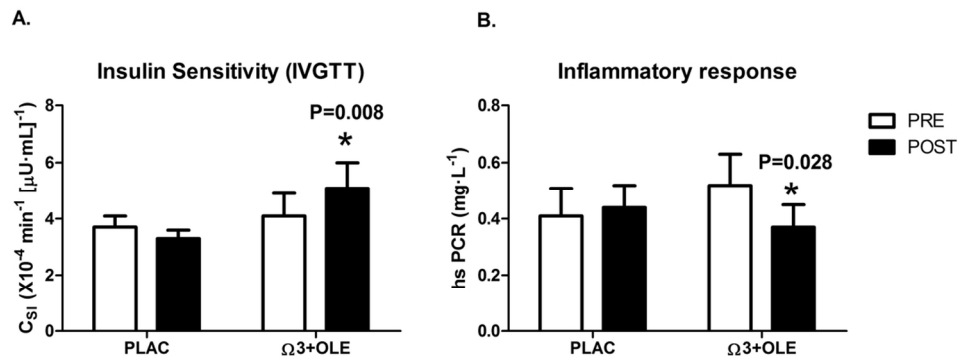 A.
Insulin Sensitivity (IVGTT)
C_SI (X10⁻⁴ min⁻¹ [µU·mL]⁻¹
8
6
4
2
0
P=0.008
*
PLAC
Ω3+OLE
B.
Inflammatory response
hs PCR (mg·L⁻¹)
0.8
0.6
0.4
0.2
0.0
P=0.028
*
PLAC
Ω3+OLE
PRE
POST